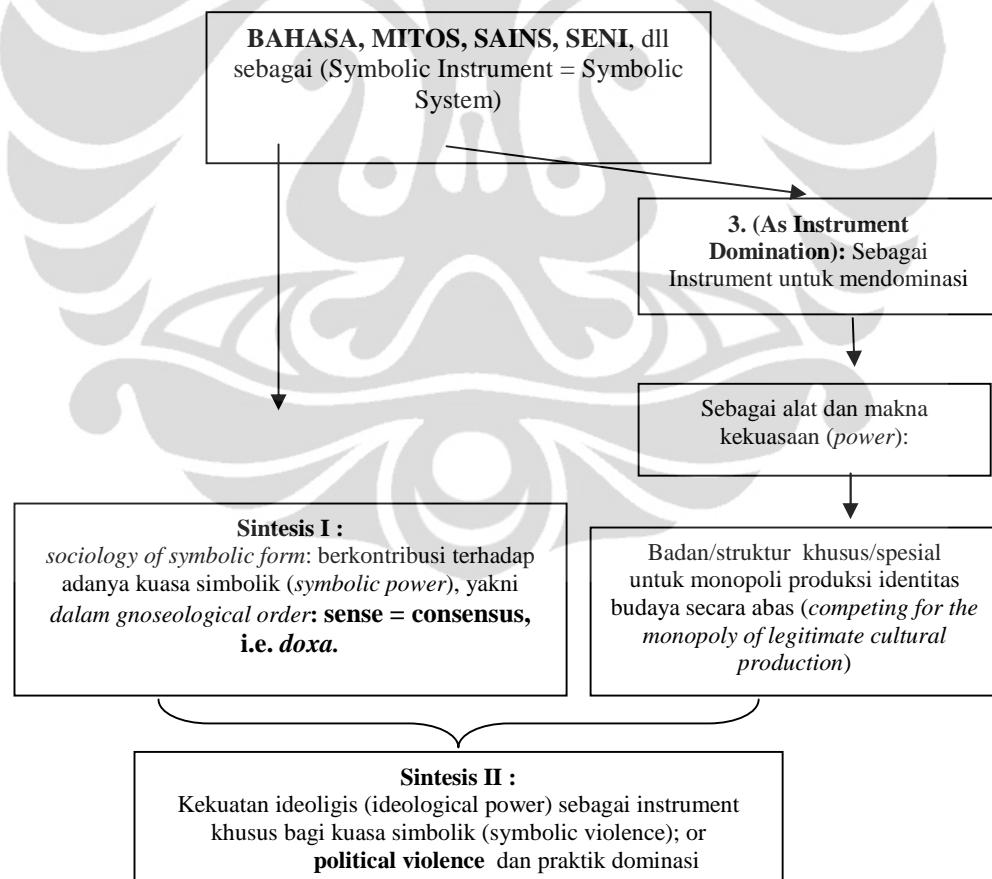 BAHASA, MITOS, SAINS, SENI, dll
sebagai (Symbolic Instrument = Symbolic
System)
3. (As Instrument
Domination): Sebagai
Instrument untuk mendominasi
Sebagai alat dan makna
kekuasaan (power):
Sintesis I :
sociology of symbolic form: berkontribusi terhadap
adanya kuasa simbolik (symbolic power), yakni
dalam gnoseological order: sense = consensus,
i.e. doxa.
Badan/struktur khusus/spesial
untuk monopoli produksi identitas
budaya secara abas (competing for the
monopoly of legitimate cultural
production)
Sintesis II :
Kekuatan ideoligis (ideological power) sebagai instrument
khusus bagi kuasa simbolik (symbolic violence); or
political violence dan praktik dominasi